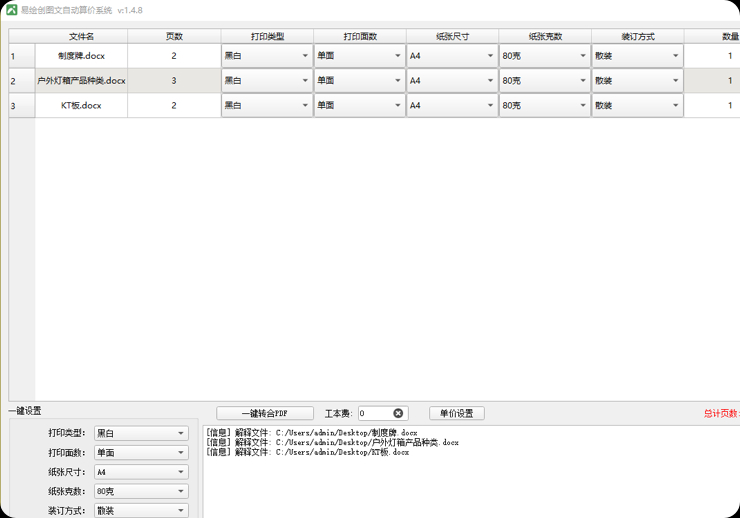 易绘创图文自动算价系统 v:1.4.8
文件名 页数 打印类型 打印面数 纸张尺寸 纸张克数 装订方式 数量
1 制度牌.docx 2 黑白 单面 A4 80克 散装 1
2 户外灯箱产品种类.docx 3 黑白 单面 A4 80克 散装 1
3 KT板.docx 2 黑白 单面 A4 80克 散装 1
一键设置 一键转合PDF 工本费: 0 单价设置 总计页数:
打印类型: 黑白
打印面数: 单面
纸张尺寸: A4
纸张克数: 80克
装订方式: 散装
[信息] 解释文件: C:/Users/admin/Desktop/制度牌.docx
[信息] 解释文件: C:/Users/admin/Desktop/户外灯箱产品种类.docx
[信息] 解释文件: C:/Users/admin/Desktop/KT板.docx